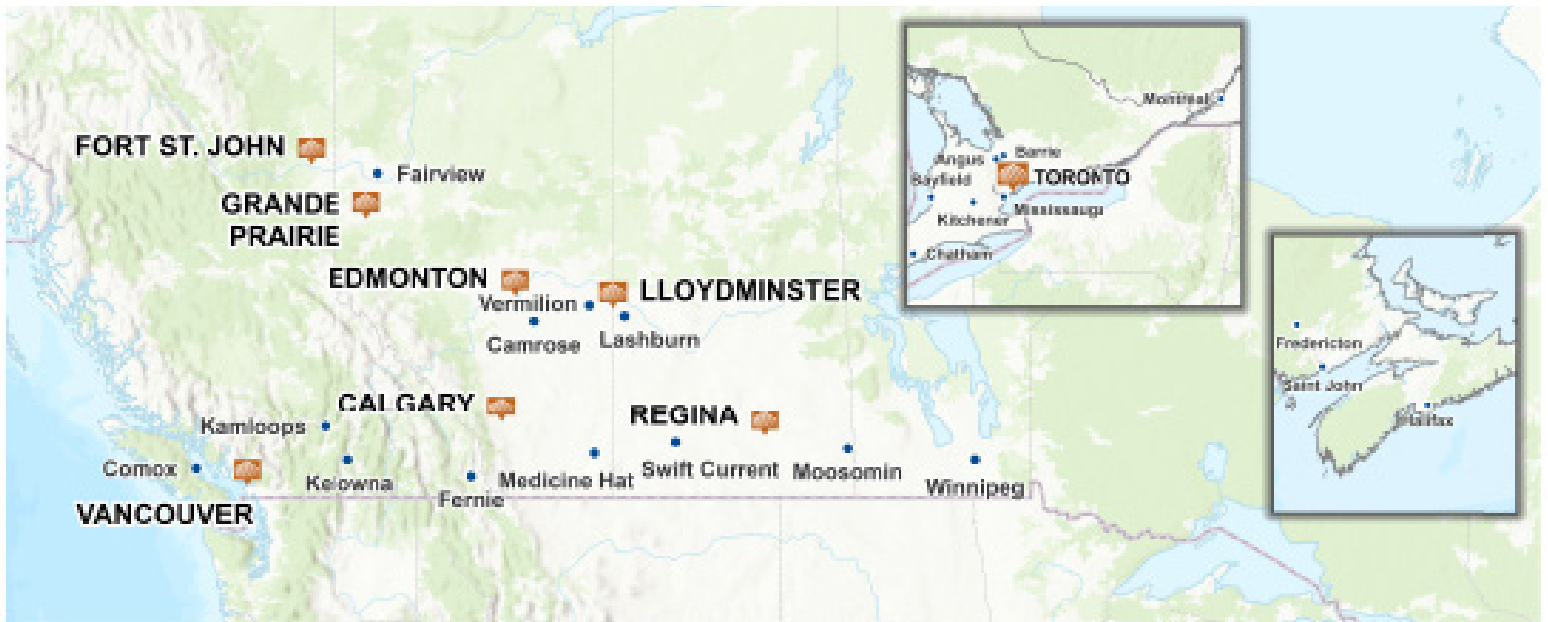 FORT ST. JOHN
Fairview
GRANDE
PRAIRIE
EDMONTON
LLOYDMINSTER
Vermilion
Camrose
Lashburn
CALGARY
Kamloops
REGINA
Comox
Kelowna
Fernie
Medicine Hat
Swift Current
Moosomin
Winnipeg
VANCOUVER
Montreal
Angus
Barrie
TORONTO
Bayfield
Mississauga
Kitchener
Chatham
Fredericton
Saint John
Halifax